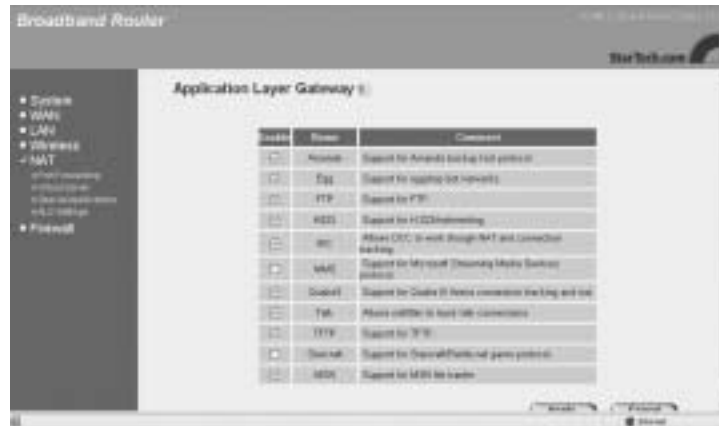 Broadband Router
StarTech.com
Application Layer Gateway
System
WAN
LAN
Wireless
NAT
Firewall
Enable Name Comment
Amanda Support for Amanda backup tool protocol
Egg Support for eggdrop bot networks
FTP Support for FTP
H323 Support for H323/netmeeting
IRC Allows DCC to work though NAT and connection
tracking
MMS Support for Microsoft Streaming Media Services
protocol
Quake3 Support for Quake III Arena connection tracking and nat
Talk Allows netfilter to track talk connections
TFTP Support for TFTP
Starcraft Support for Starcraft/Battle.net game protocol
MSN Support for MSN file transfer